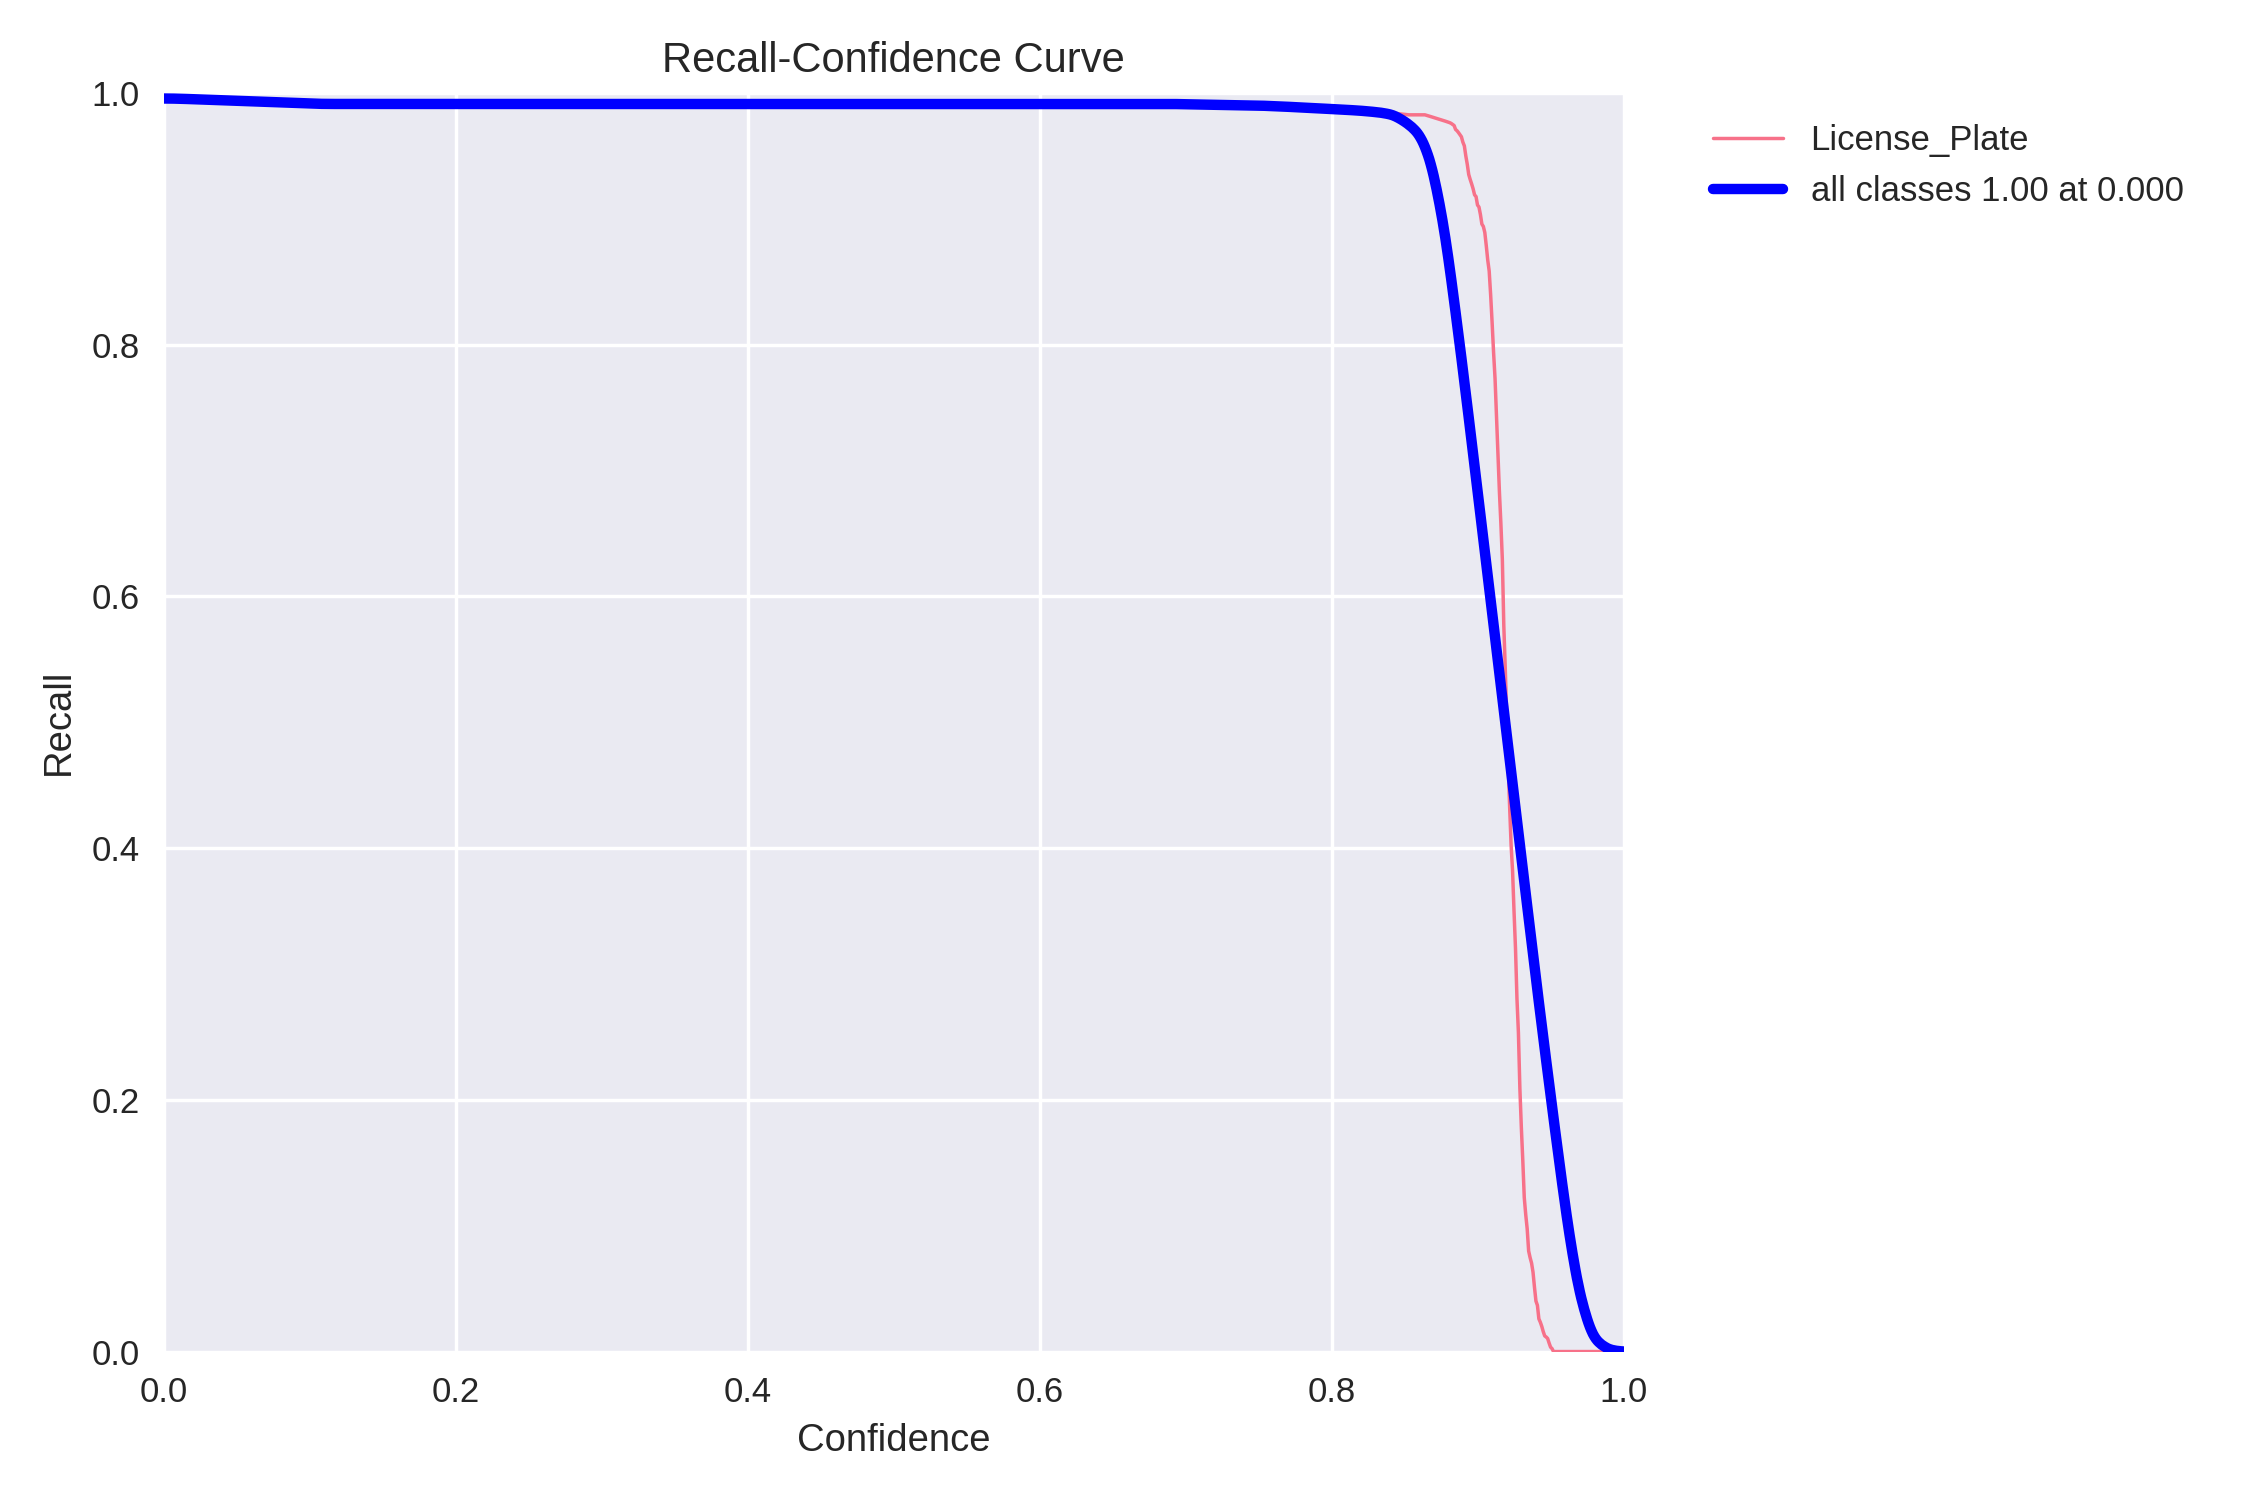 Recall-Confidence Curve
1.0
0.8
0.6
0.4
0.2
0.0
Recall
0.0 0.2 0.4 0.6 0.8 1.0
Confidence
License_Plate
all classes 1.00 at 0.000